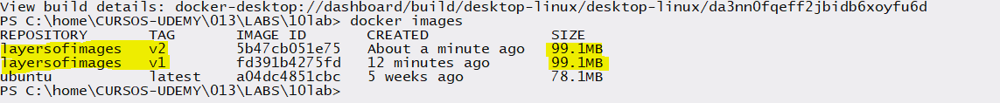 View build details: docker-desktop://dashboard/build/desktop-linux/desktop-linux/da3nn0fqeff2jbidb6xoyfu6d
PS C:\home\CURSOS-UDEMY\013\LABS\10lab> docker images
REPOSITORY TAG IMAGE ID CREATED SIZE
layersofimages v2 5b47cb051e75 About a minute ago 99.1MB
layersofimages v1 fd391b4275fd 12 minutes ago 99.1MB
ubuntu latest a04dc4851cbc 5 weeks ago 78.1MB
PS C:\home\CURSOS-UDEMY\013\LABS\10lab>